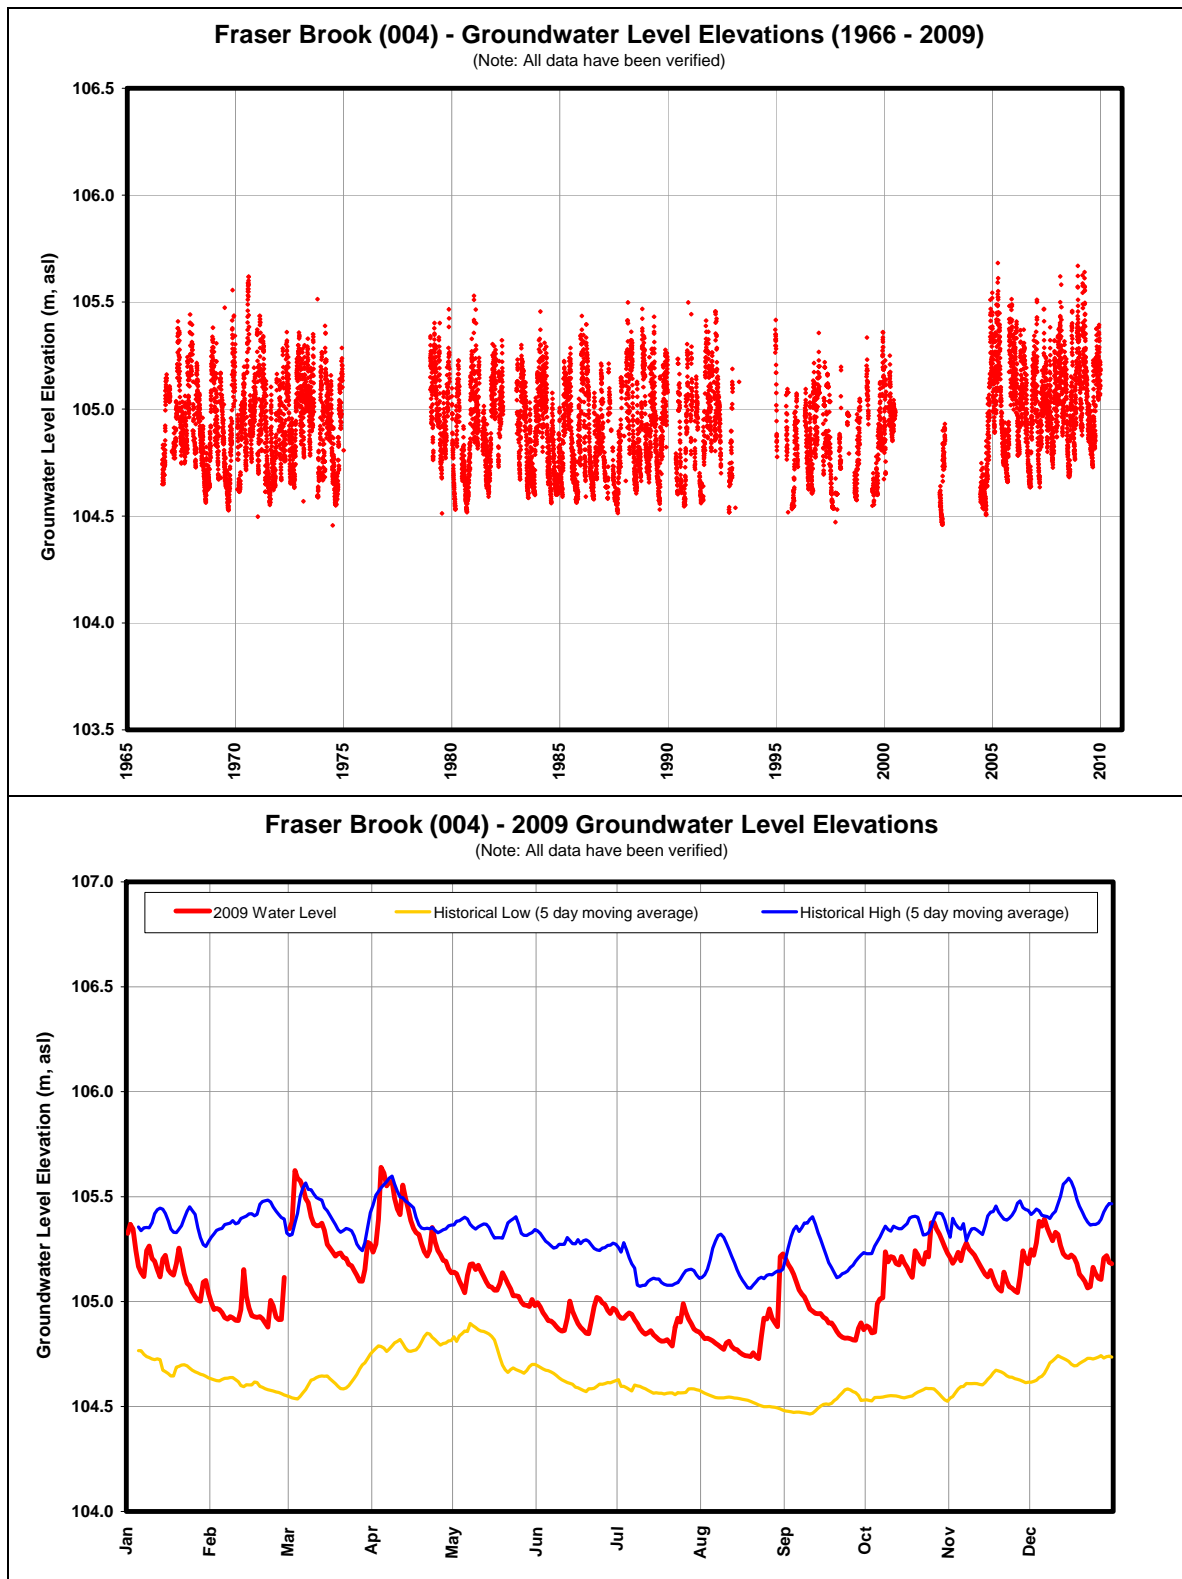 Fraser Brook (004) - Groundwater Level Elevations (1966 - 2009)
(Note: All data have been verified)
Grounwater Level Elevation (m, asl)
106.5
106.0
105.5
105.0
104.5
104.0
103.5
1965
1970
1975
1980
1985
1990
1995
2000
2005
2010
Fraser Brook (004) - 2009 Groundwater Level Elevations
(Note: All data have been verified)
Groundwater Level Elevation (m, asl)
107.0
106.5
106.0
105.5
105.0
104.5
104.0
2009 Water Level
Historical Low (5 day moving average)
Historical High (5 day moving average)
Jan
Feb
Mar
Apr
May
Jun
Jul
Aug
Sep
Oct
Nov
Dec